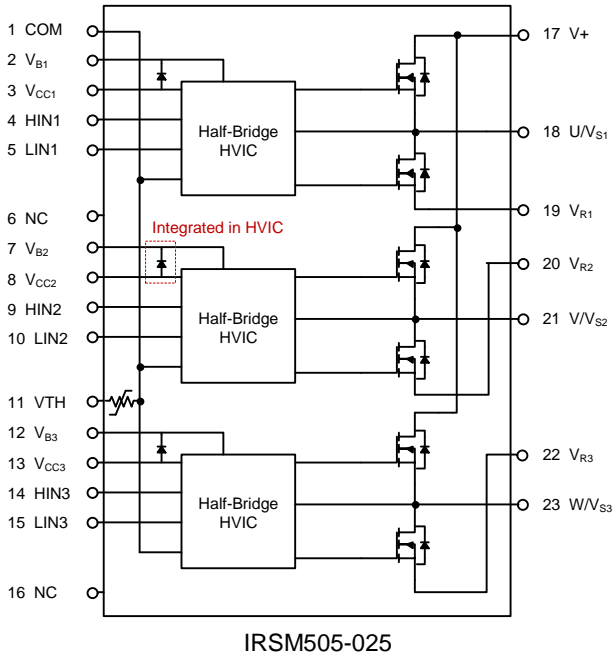 1 COM
2 VB1
3 VCC1
4 HIN1
5 LIN1
6 NC
7 VB2
8 VCC2
9 HIN2
10 LIN2
11 VTH
12 VB3
13 VCC3
14 HIN3
15 LIN3
16 NC
Half-Bridge
HVIC
Integrated in HVIC
Half-Bridge
HVIC
Half-Bridge
HVIC
17 V+
18 U/VS1
19 VR1
20 VR2
21 V/VS2
22 VR3
23 W/VS3
IRSM505-025